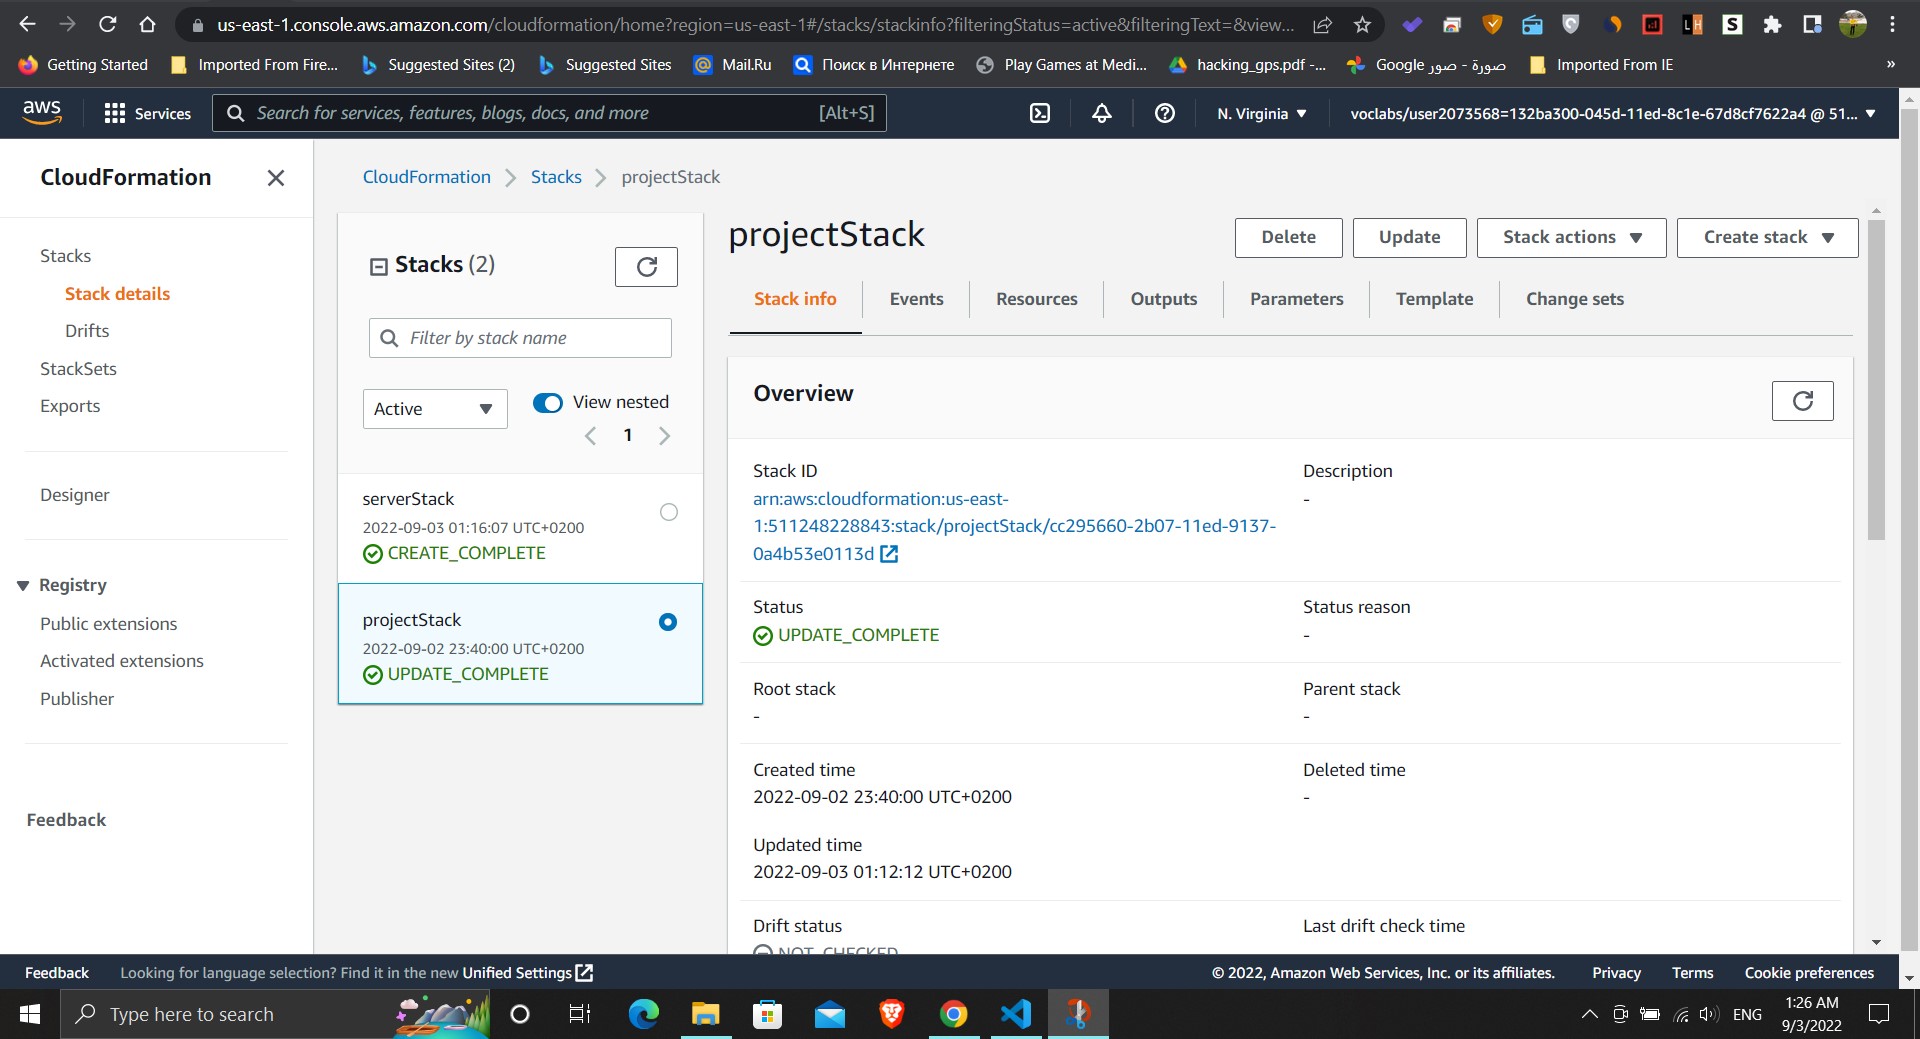 us-east-1.console.aws.amazon.com/cloudformation/home?region=us-east-1#/stacks/stackinfo?filteringStatus=active&filteringText=&view...
Getting Started
Imported From Fire...
Suggested Sites (2)
Suggested Sites
Mail.Ru
Поиск в Интернете
Play Games at Medi...
hacking_gps.pdf -...
صورة - صور Google
Imported From IE
»
aws
Services
Search for services, features, blogs, docs, and more [Alt+S]
N. Virginia
voclabs/user2073568=132ba300-045d-11ed-8c1e-67d8cf7622a4 @ 51...
CloudFormation
Stacks
Stack details
Drifts
StackSets
Exports
Designer
Registry
Public extensions
Activated extensions
Publisher
Feedback
CloudFormation
Stacks
projectStack
Stacks (2)
Filter by stack name
Active
View nested
1
serverStack
2022-09-03 01:16:07 UTC+0200
CREATE_COMPLETE
projectStack
2022-09-02 23:40:00 UTC+0200
UPDATE_COMPLETE
projectStack
Delete
Update
Stack actions
Create stack
Stack info
Events
Resources
Outputs
Parameters
Template
Change sets
Overview
Stack ID
arn:aws:cloudformation:us-east-
1:511248228843:stack/projectStack/cc295660-2b07-11ed-9137-
0a4b53e0113d
Description
-
Status
UPDATE_COMPLETE
Status reason
-
Root stack
-
Parent stack
-
Created time
2022-09-02 23:40:00 UTC+0200
Deleted time
-
Updated time
2022-09-03 01:12:12 UTC+0200
Drift status
NOT_CHECKED
Last drift check time
Feedback
Looking for language selection? Find it in the new Unified Settings
© 2022, Amazon Web Services, Inc. or its affiliates.
Privacy
Terms
Cookie preferences
Type here to search
ENG
1:26 AM
9/3/2022